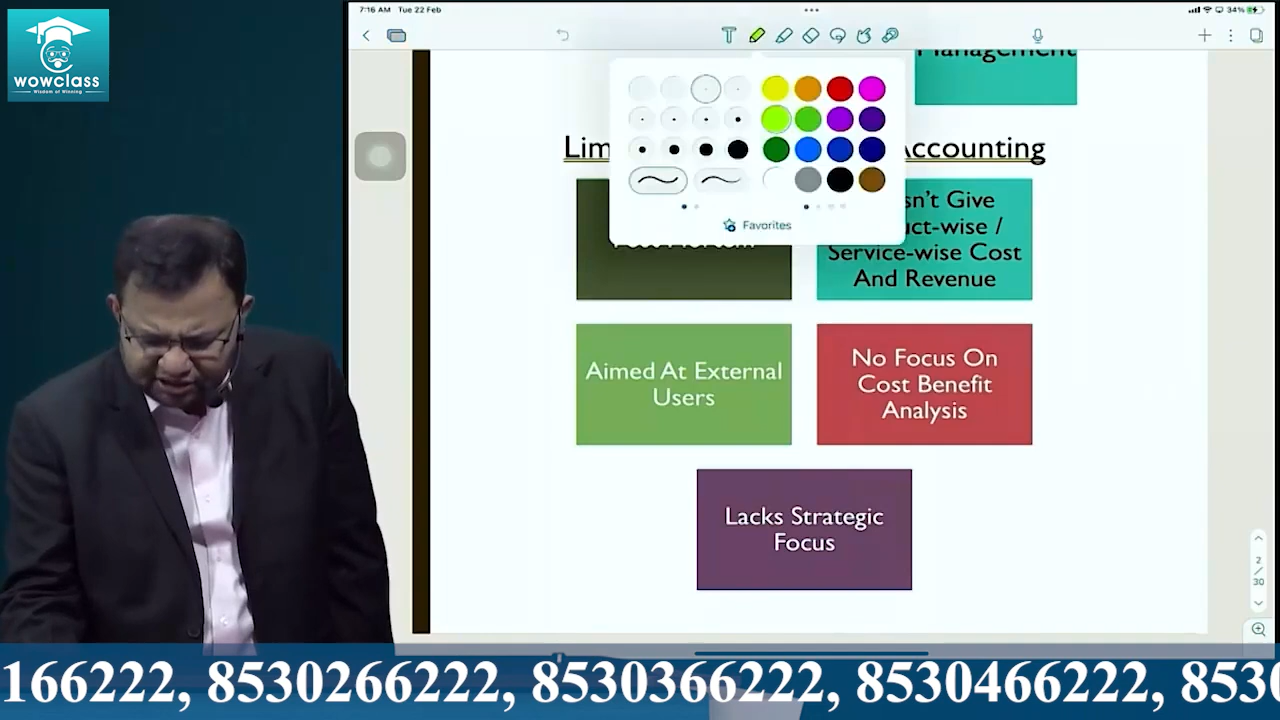 7:16 AM Tue 22 Feb
34%
wowclass
Wisdom of Winning
Management
Lim
Accounting
Favorites
n't Give
uct-wise /
Service-wise Cost
And Revenue
Aimed At External
Users
No Focus On
Cost Benefit
Analysis
Lacks Strategic
Focus
2
/
30
166222, 8530266222, 8530366222, 8530466222, 853